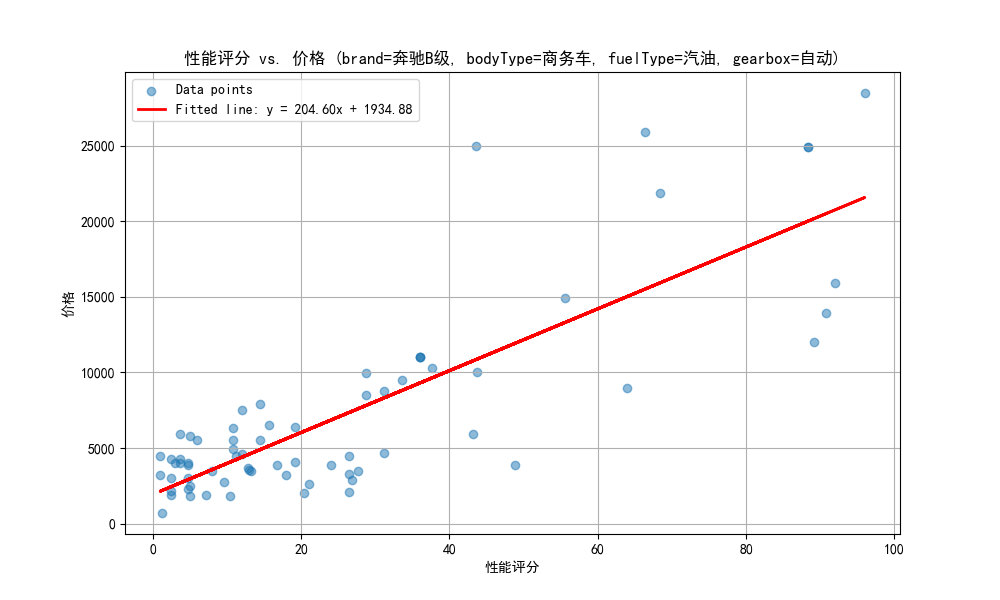 性能评分 vs. 价格 (brand=奔驰B级, bodyType=商务车, fuelType=汽油, gearbox=自动)
Data points
Fitted line: y = 204.60x + 1934.88
25000
20000
15000
10000
5000
0
价格
0 20 40 60 80 100
性能评分